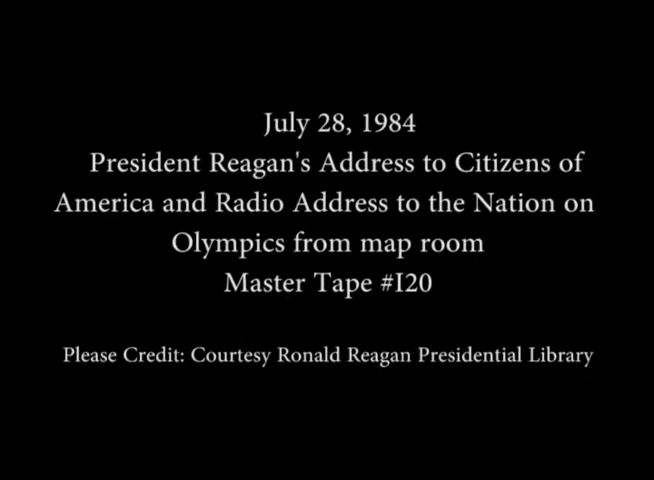 July 28, 1984
President Reagan's Address to Citizens of
America and Radio Address to the Nation on
Olympics from map room
Master Tape #I20
Please Credit: Courtesy Ronald Reagan Presidential Library